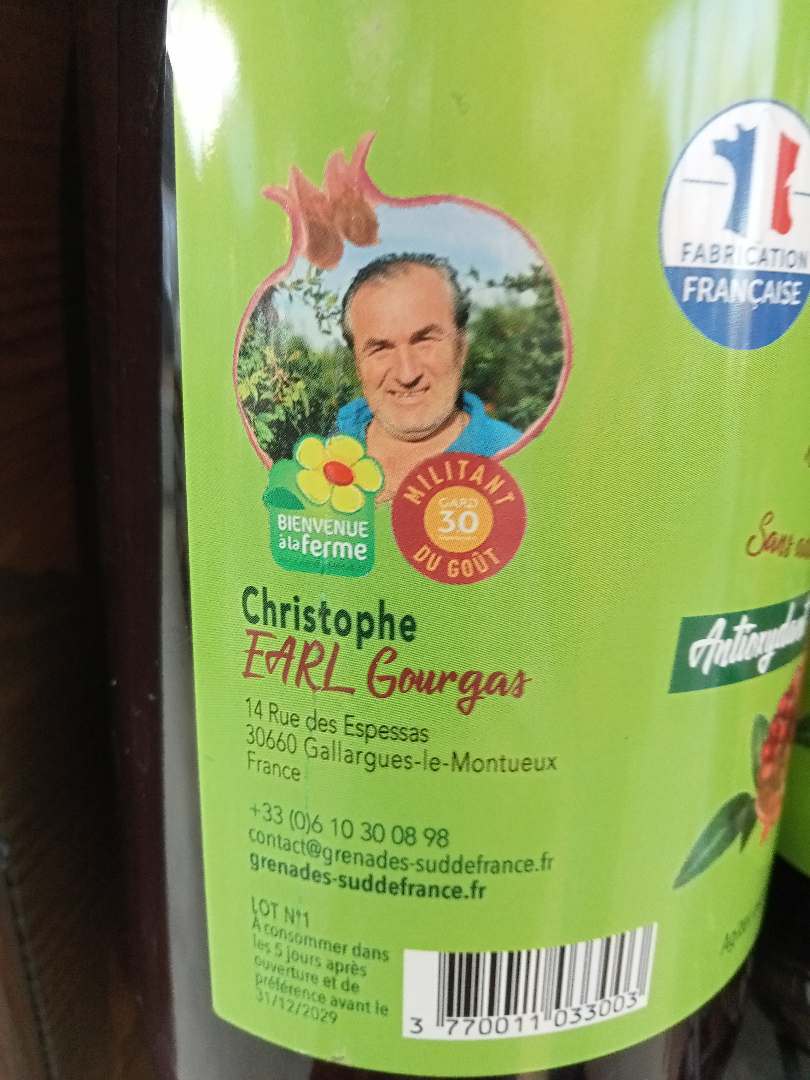 FABRICATION
FRANÇAISE
BIENVENUE
à la ferme
MILITANT
GARD
30
DU GOÛT
Sans
Christophe
EARL Gourgas
14 Rue des Espessas
30660 Gallargues-le-Montueux
France
+33 (0)6 10 30 08 98
contact@grenades-suddefrance.fr
grenades-suddefrance.fr
LOT N°1
À consommer dans
les 5 jours après
ouverture et de
préférence avant le
31/12/2029
3 770011 033003